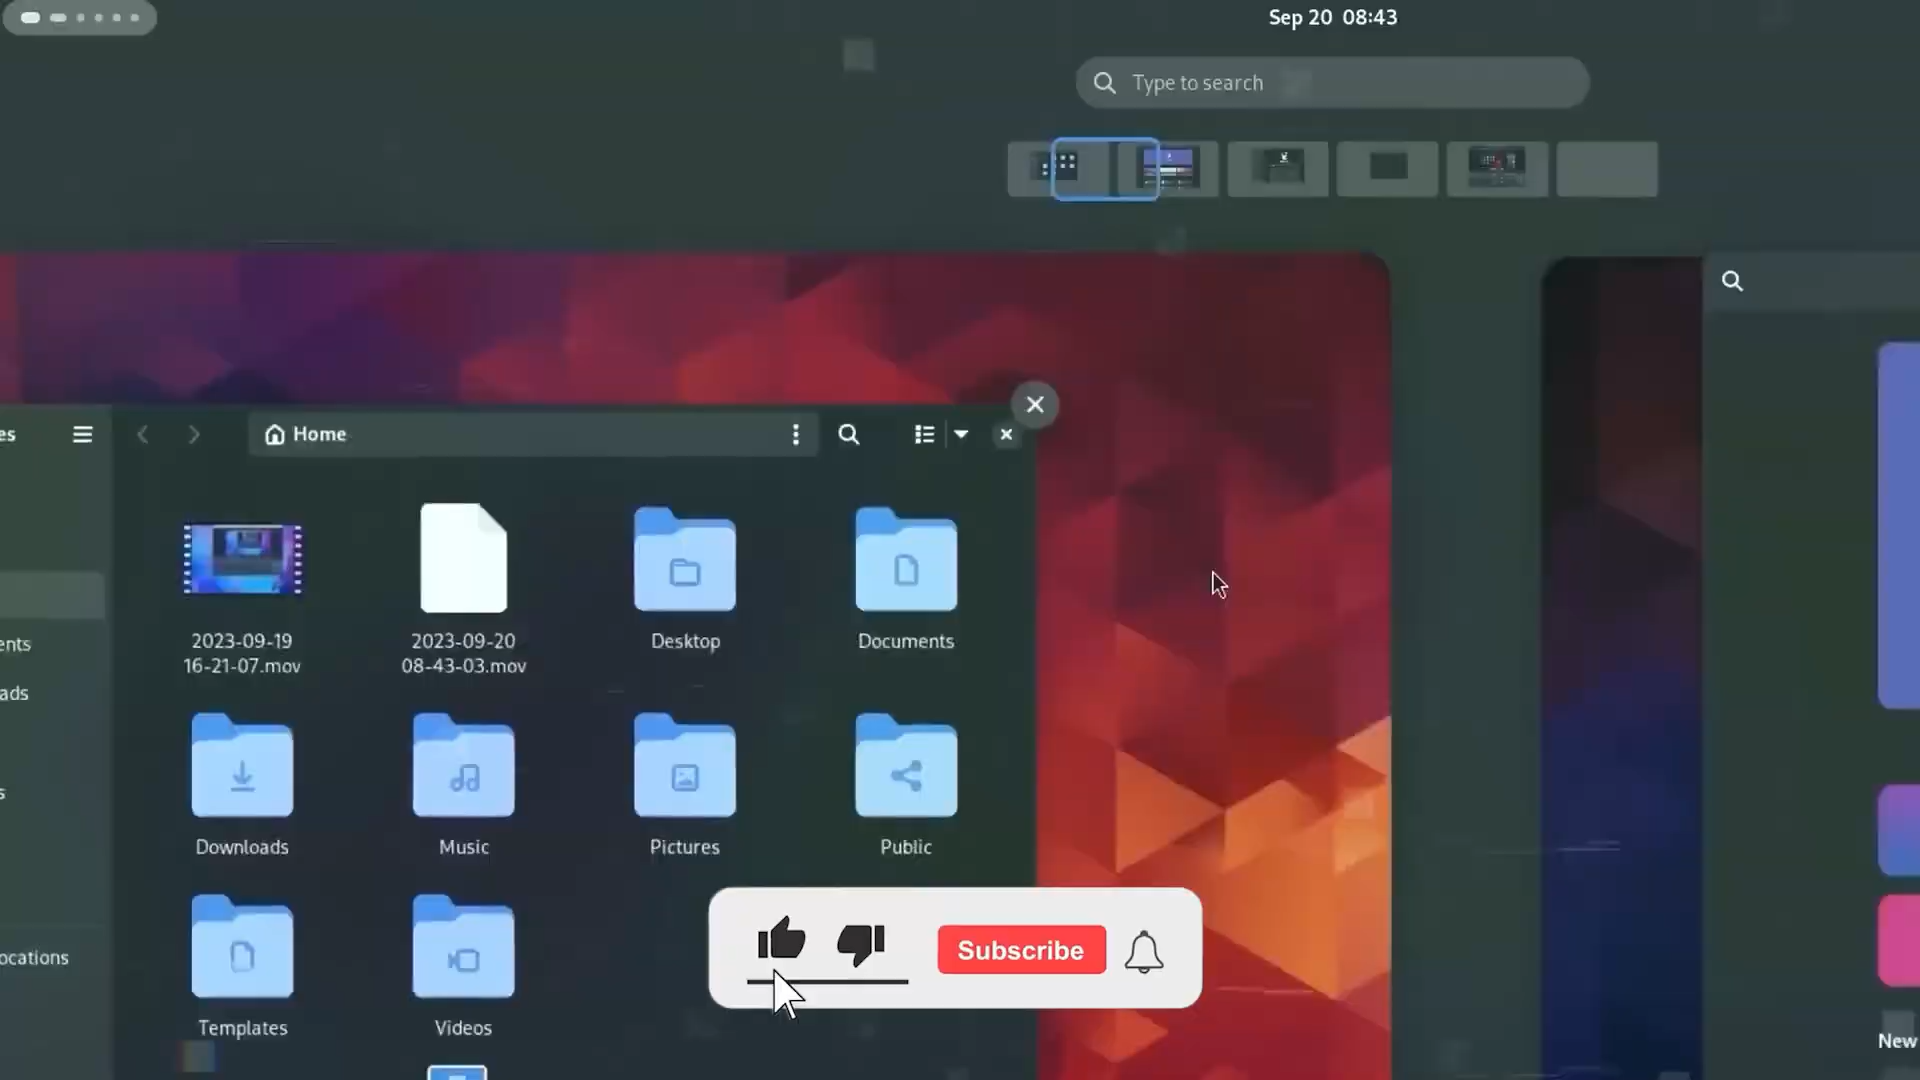 Sep 20 08:43
Type to search
es
Home
2023-09-19
16-21-07.mov
2023-09-20
08-43-03.mov
Desktop
Documents
ents
ads
Downloads
Music
Pictures
Public
s
ocations
Templates
Videos
Subscribe
New